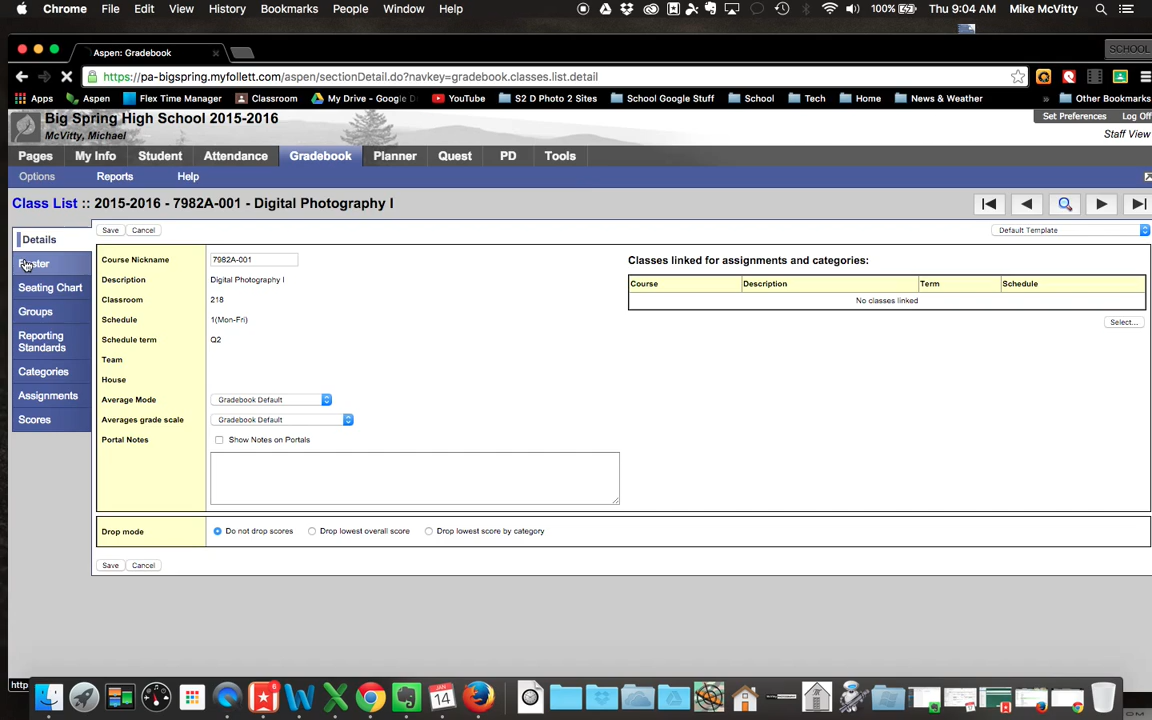 Chrome File Edit View History Bookmarks People Window Help 100% Thu 9:04 AM Mike McVitty
Aspen: Gradebook SCHOOL
https://pa-bigspring.myfollett.com/aspen/sectionDetail.do?navkey=gradebook.classes.list.detail
Apps Aspen Flex Time Manager Classroom My Drive - Google D YouTube S2 D Photo 2 Sites School Google Stuff School Tech Home News & Weather » Other Bookmarks
Big Spring High School 2015-2016 Set Preferences Log Off
McVitty, Michael Staff View
Pages My Info Student Attendance Gradebook Planner Quest PD Tools
Options Reports Help
Class List :: 2015-2016 - 7982A-001 - Digital Photography I
Details Save Cancel Default Template
Course Nickname 7982A-001 Classes linked for assignments and categories:
Roster
Description Digital Photography I Course Description Term Schedule
Seating Chart
Classroom 218 No classes linked
Groups
Schedule 1(Mon-Fri) Select...
Reporting Standards
Schedule term Q2
Team
Categories
House
Assignments
Average Mode Gradebook Default
Scores
Averages grade scale Gradebook Default
Portal Notes Show Notes on Portals
Drop mode Do not drop scores Drop lowest overall score Drop lowest score by category
Save Cancel
http
6
JAN
14